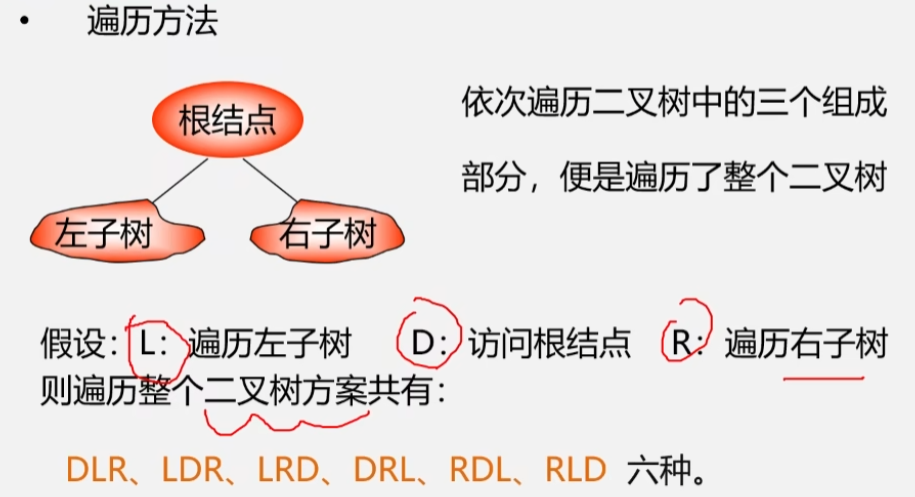 • 遍历方法
根结点
左子树 右子树
依次遍历二叉树中的三个组成
部分，便是遍历了整个二叉树
假设：L：遍历左子树 D：访问根结点 R：遍历右子树
则遍历整个二叉树方案共有：
DLR、LDR、LRD、DRL、RDL、RLD 六种。